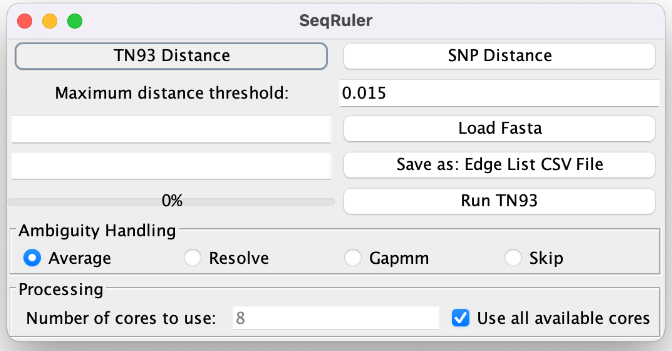 SeqRuler
TN93 Distance SNP Distance
Maximum distance threshold: 0.015
Load Fasta
Save as: Edge List CSV File
0% Run TN93
Ambiguity Handling
Average Resolve Gapmm Skip
Processing
Number of cores to use: 8 Use all available cores